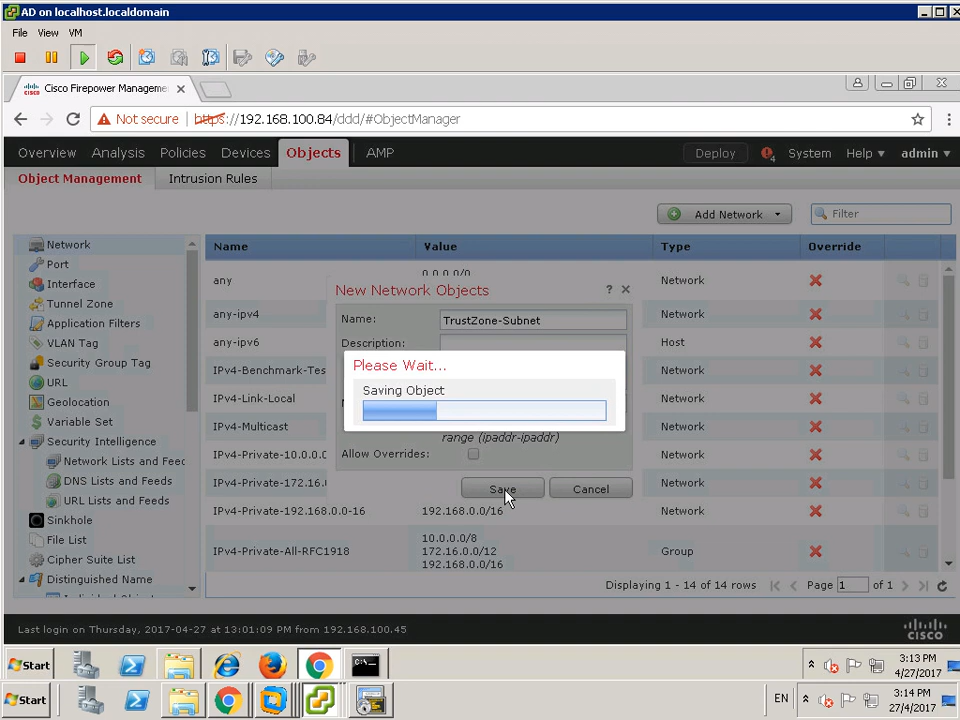 AD on localhost.localdomain
File View VM
Cisco Firepower Manageme
Not secure https://192.168.100.84/ddd/#ObjectManager
Overview Analysis Policies Devices Objects AMP Deploy 4 System Help admin
Object Management Intrusion Rules
Add Network Filter
Network
Port
Interface
Tunnel Zone
Application Filters
VLAN Tag
Security Group Tag
URL
Geolocation
Variable Set
Security Intelligence
Network Lists and Feed
DNS Lists and Feeds
URL Lists and Feeds
Sinkhole
File List
Cipher Suite List
Distinguished Name
Name Value Type Override
any 0.0.0.0/0 Network
any-ipv4 Network
any-ipv6 Host
IPv4-Benchmark-Tes Network
IPv4-Link-Local Network
IPv4-Multicast Network
IPv4-Private-10.0.0.0 Network
IPv4-Private-172.16.0 Network
IPv4-Private-192.168.0.0-16 192.168.0.0/16 Network
IPv4-Private-All-RFC1918 10.0.0.0/8
172.16.0.0/12
192.168.0.0/16 Group
New Network Objects ?
Name: TrustZone-Subnet
Description:
Please Wait...
Saving Object
range (ipaddr-ipaddr)
Allow Overrides:
Save Cancel
Displaying 1 - 14 of 14 rows Page 1 of 1
Last login on Thursday, 2017-04-27 at 13:01:09 PM from 192.168.100.45
cisco
Start 3:13 PM
4/27/2017
Start EN 3:14 PM
27/4/2017